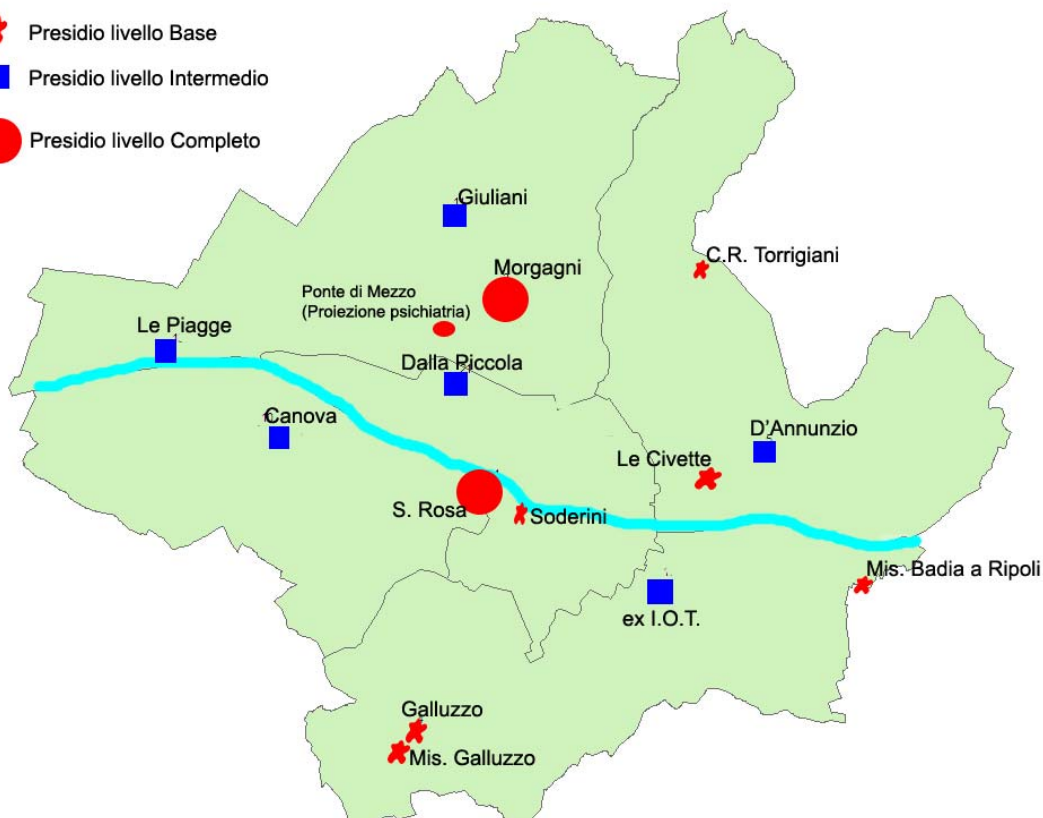 Presidio livello Base
Presidio livello Intermedio
Presidio livello Completo
Giuliani
C.R. Torrigiani
Morgagni
Ponte di Mezzo
(Proiezione psichiatria)
Le Piagge
Dalla Piccola
Canova
D'Annunzio
Le Civette
S. Rosa
Soderini
Mis. Badia a Ripoli
ex I.O.T.
Galluzzo
Mis. Galluzzo